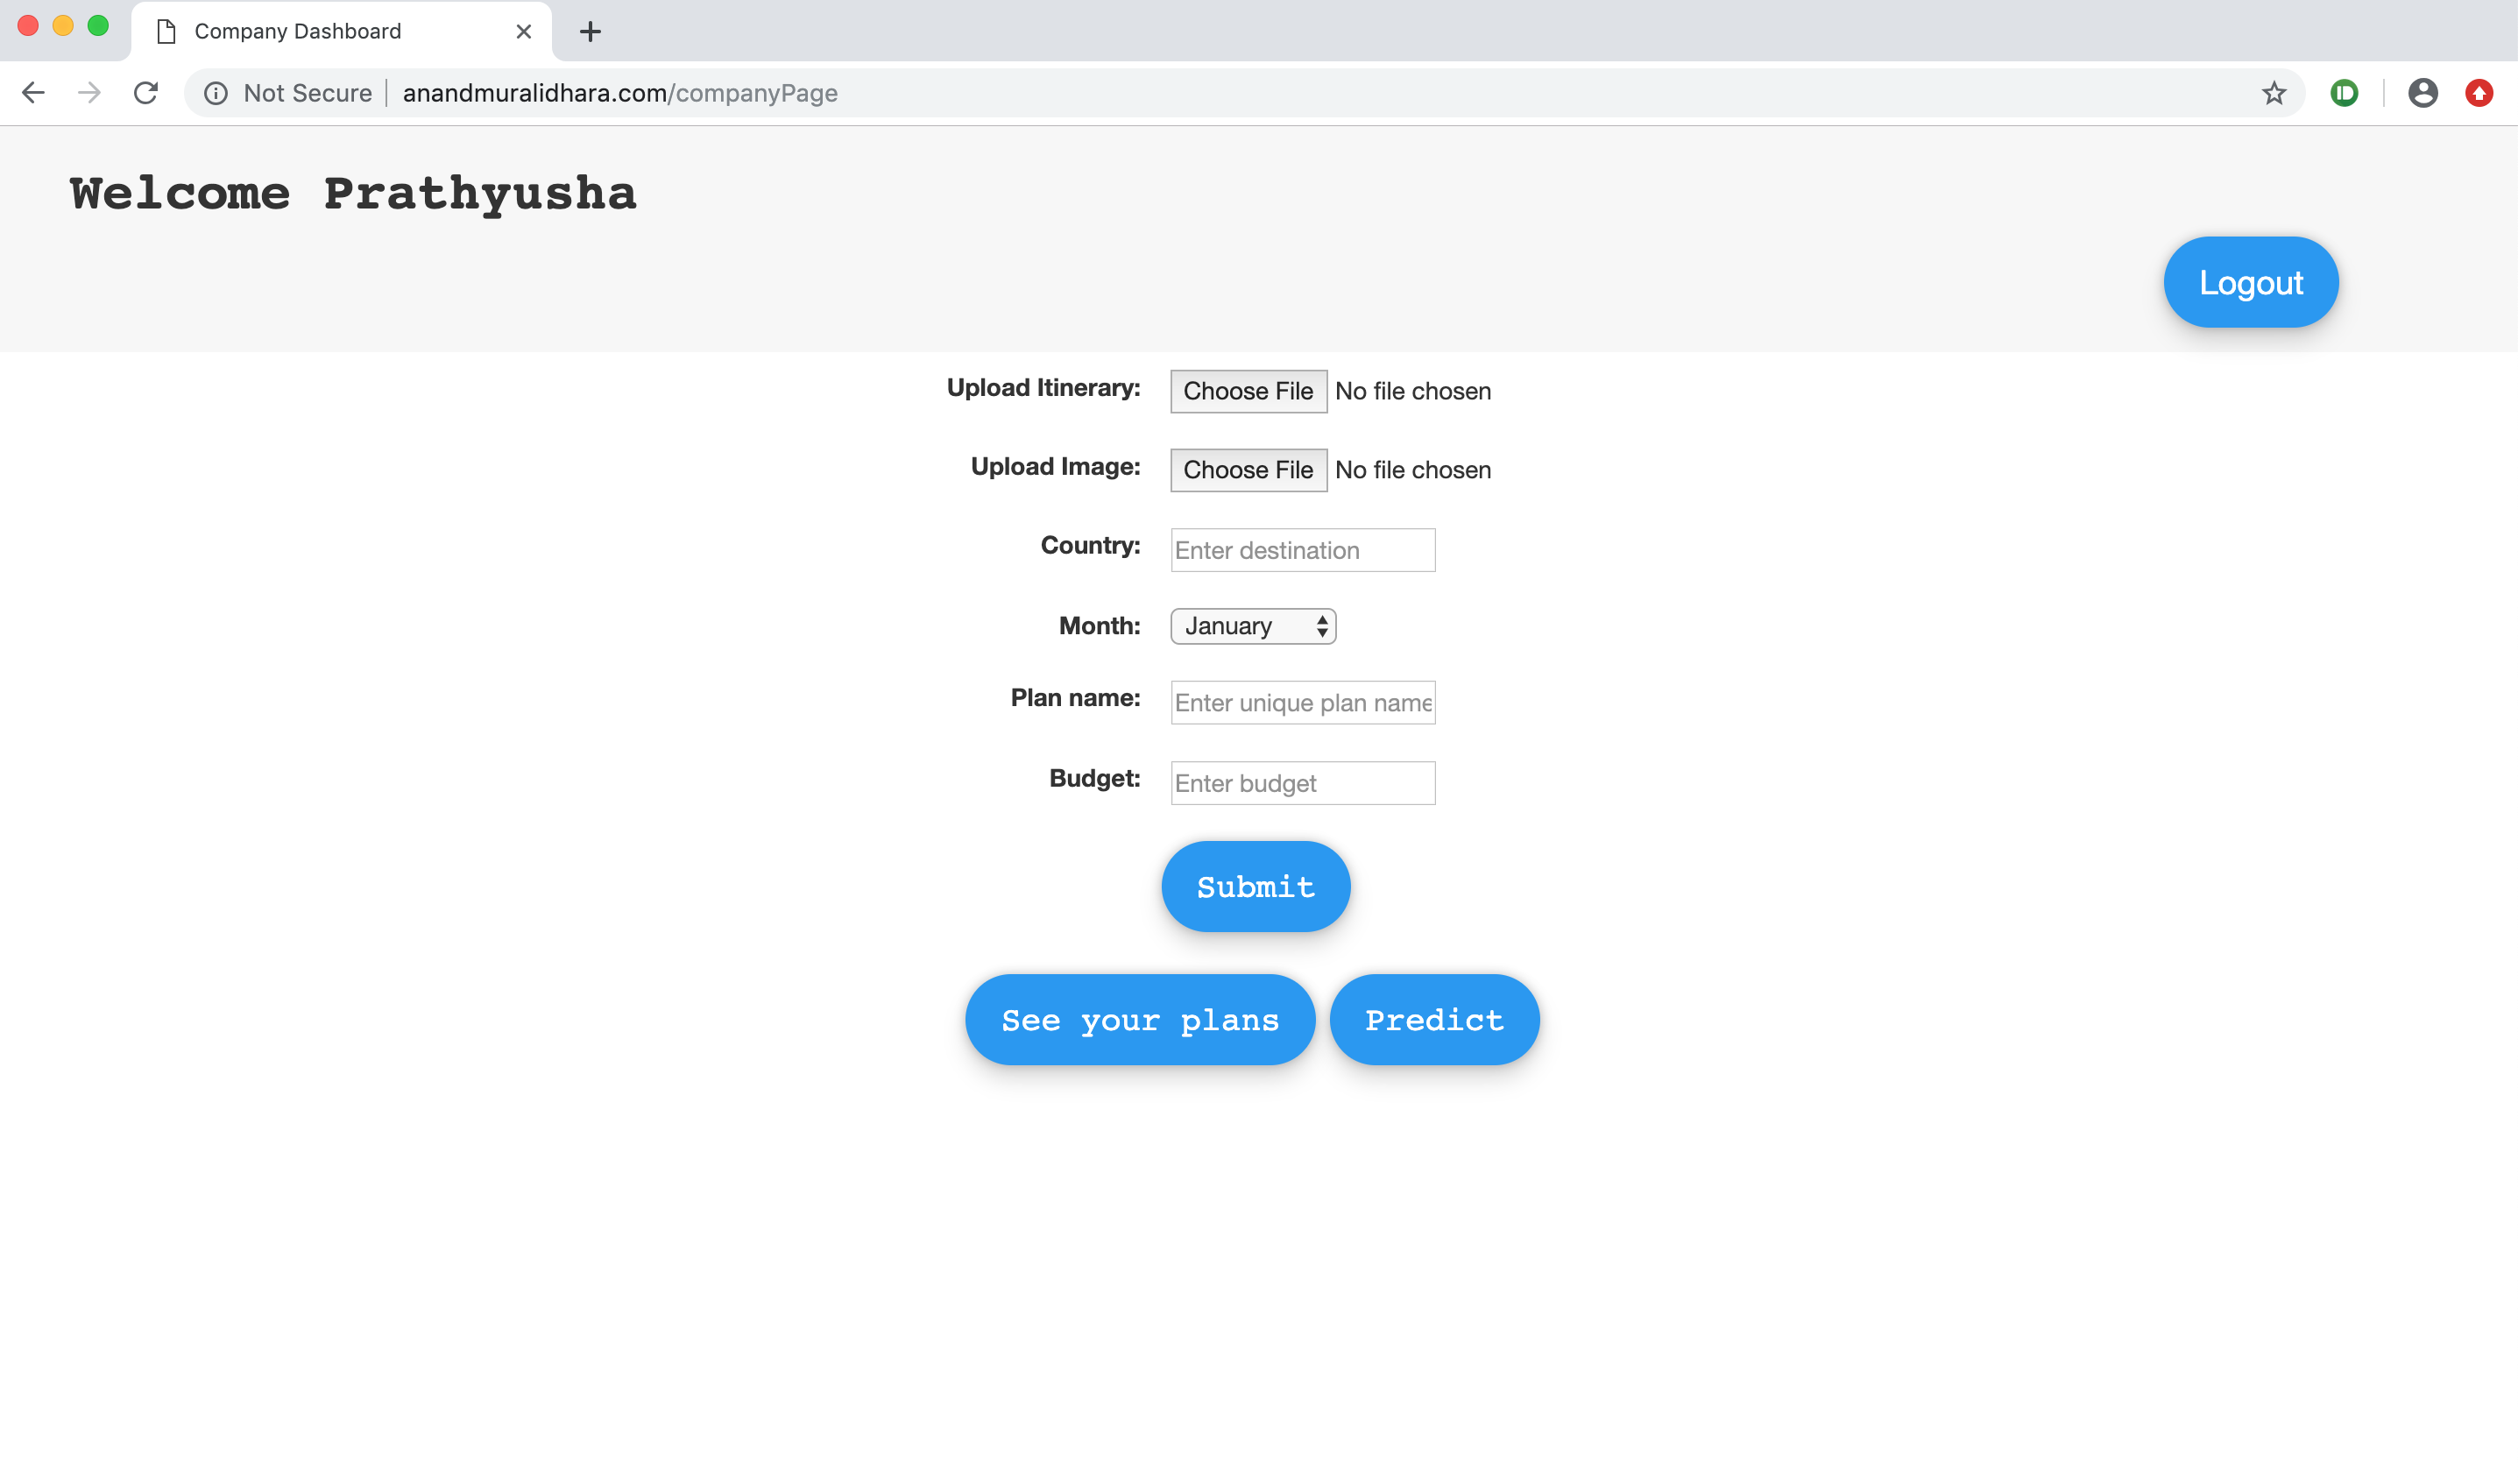 Company Dashboard
Not Secure
anandmuralidhara.com/companyPage
Welcome Prathyusha
Logout
Upload Itinerary: Choose File No file chosen
Upload Image: Choose File No file chosen
Country: Enter destination
Month: January
Plan name: Enter unique plan name
Budget: Enter budget
Submit
See your plans Predict